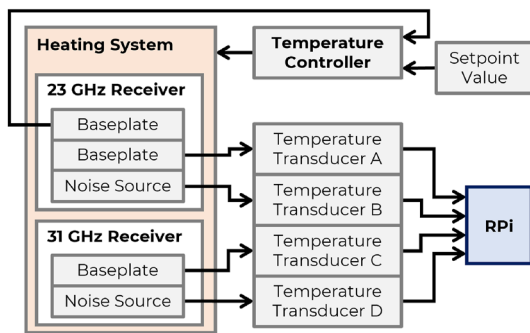 Heating System
23 GHz Receiver
Baseplate
Baseplate
Noise Source
31 GHz Receiver
Baseplate
Noise Source
Temperature
Controller
Setpoint
Value
Temperature
Transducer A
Temperature
Transducer B
Temperature
Transducer C
Temperature
Transducer D
RPi